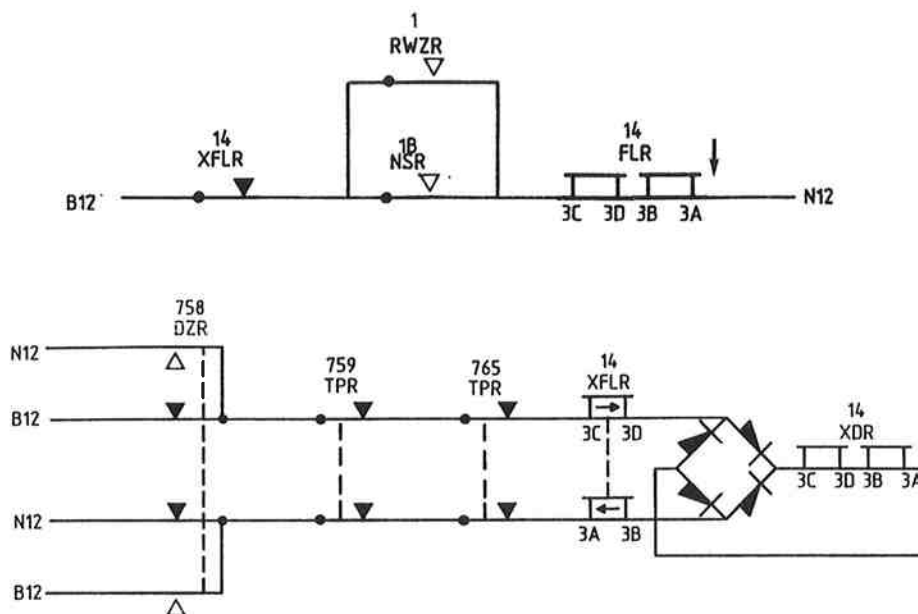 1
RWZR
14
XFLR
1B
NSR
14
FLR
B12
3C 3D 3B 3A
N12
758
DZR
N12
759
TPR
765
TPR
14
XFLR
B12
3C 3D
14
XDR
3C 3D 3B 3A
N12
3A 3B
B12